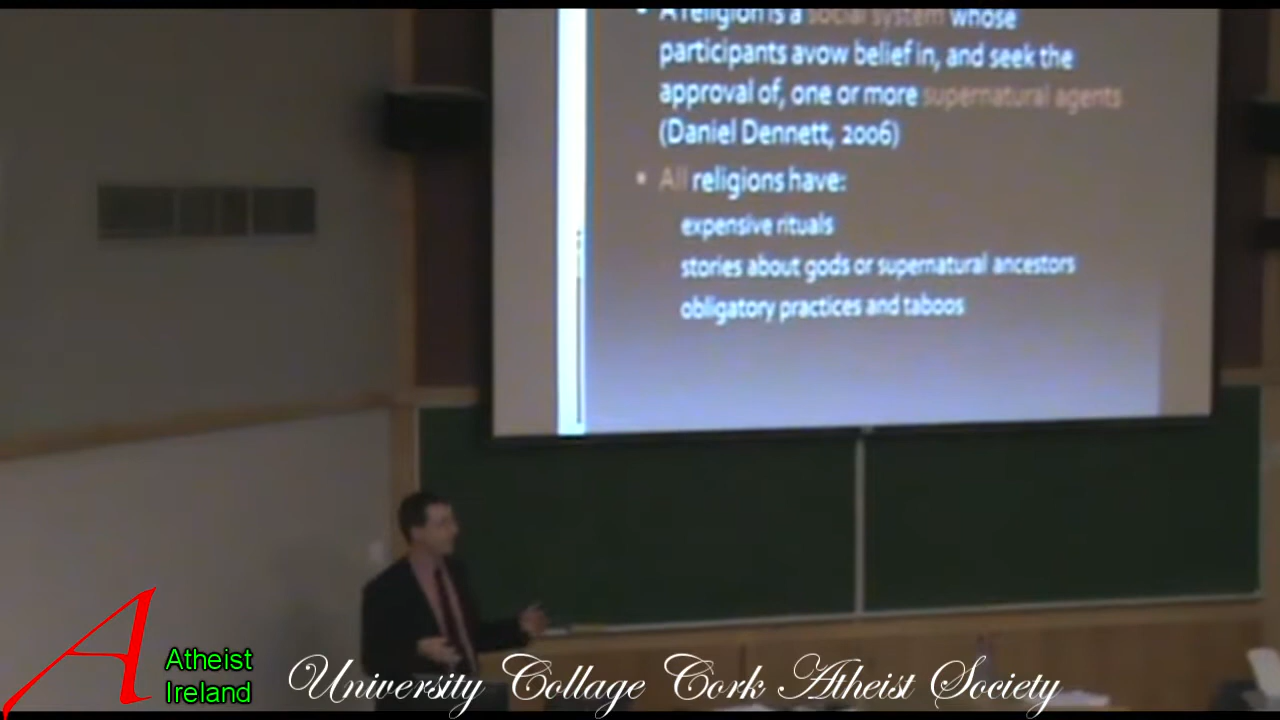 • A religion is a social system whose
participants avow belief in, and seek the
approval of, one or more supernatural agents
(Daniel Dennett, 2006)
• All religions have:
expensive rituals
stories about gods or supernatural ancestors
obligatory practices and taboos
A
Atheist
Ireland
University Collage Cork Atheist Society